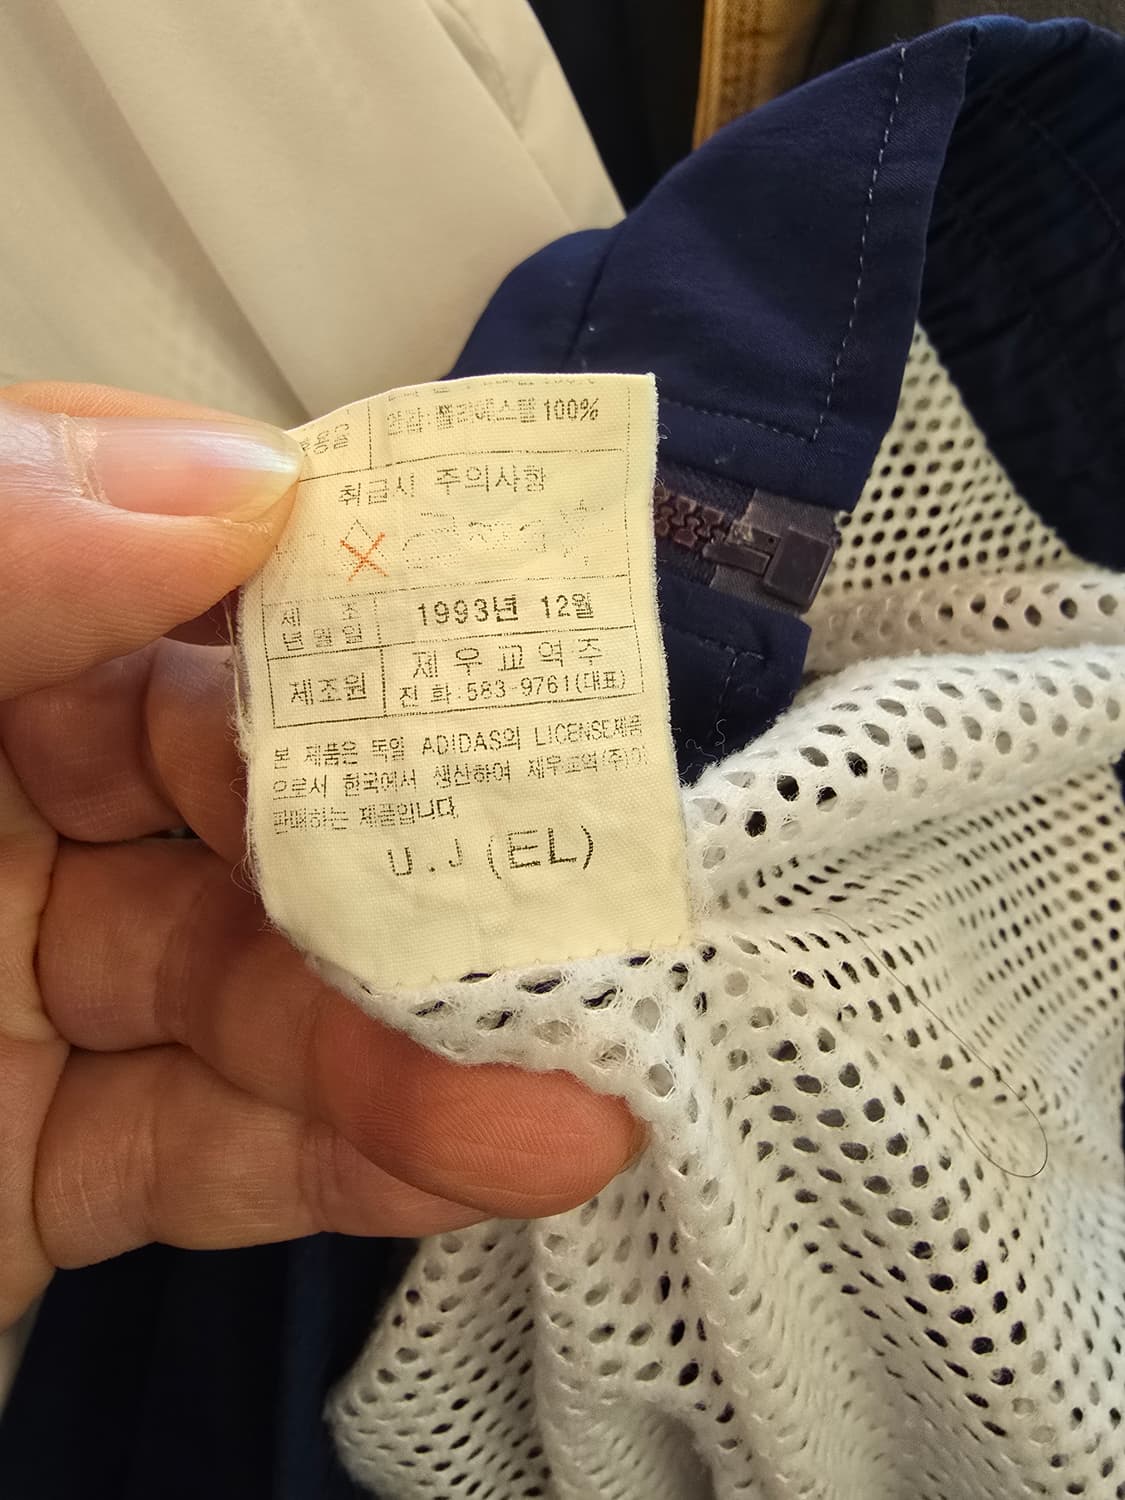 안감:폴리에스텔 100%
취급시 주의사항
제 조
년 월 일
1993년 12월
제조원
제 우 교 역 주
전 화:583-9761(대표)
본 제품은 독일 ADIDAS의 LICENSE제품
으로서 한국에서 생산하여 제우교역(주)이
판매하는 제품입니다.
U.J (EL)